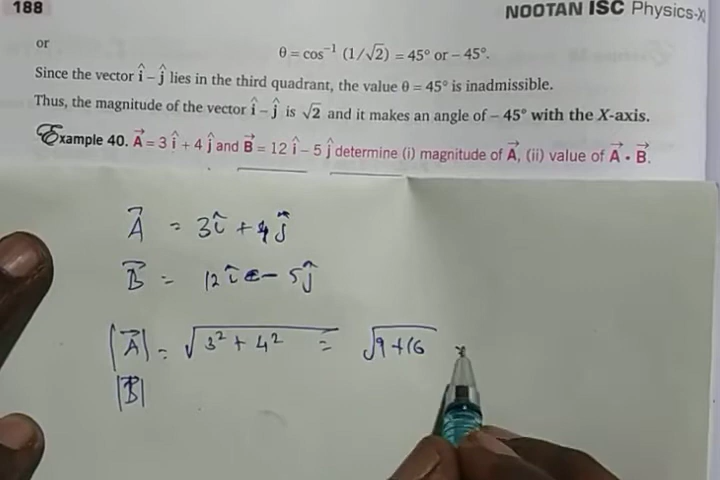 188
NOOTAN ISC Physics-XI
or
θ = cos⁻¹ (1/√2) = 45° or – 45°.
Since the vector î – ĵ lies in the third quadrant, the value θ = 45° is inadmissible.
Thus, the magnitude of the vector î – ĵ is √2 and it makes an angle of – 45° with the X-axis.
Example 40. A⃗ = 3 î + 4 ĵ and B⃗ = 12 î – 5 ĵ determine (i) magnitude of A⃗, (ii) value of A⃗ · B⃗.
A⃗ = 3î + 4ĵ
B⃗ = 12î – 5ĵ
|A⃗| = √3² + 4² = √9+16
|B⃗|